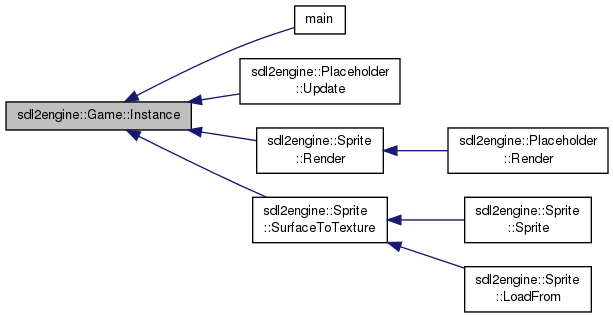 main
sdl2engine::Placeholder
::Update
sdl2engine::Game::Instance
sdl2engine::Sprite
::Render
sdl2engine::Placeholder
::Render
sdl2engine::Sprite
::SurfaceToTexture
sdl2engine::Sprite
::Sprite
sdl2engine::Sprite
::LoadFrom